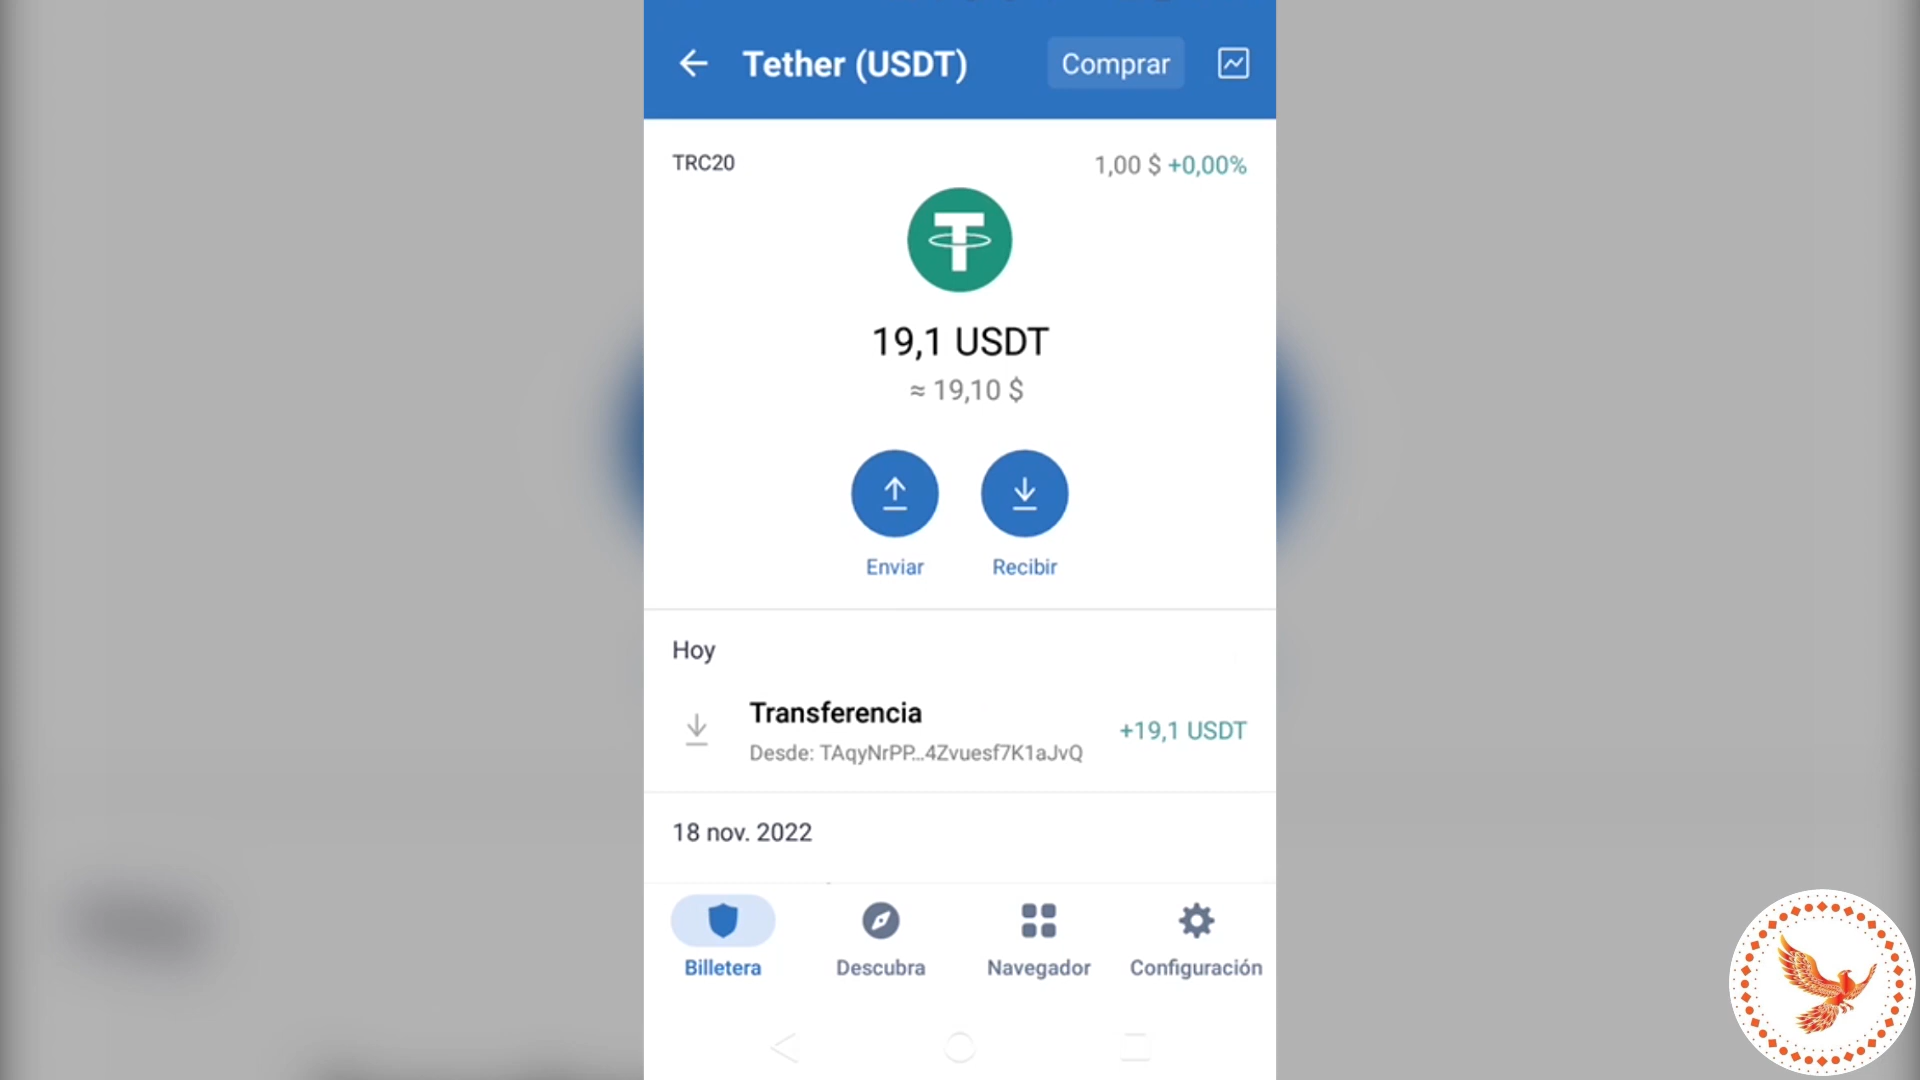 Tether (USDT)
Comprar
TRC20
1,00 $ +0,00%
19,1 USDT
≈ 19,10 $
Enviar
Recibir
Hoy
Transferencia
+19,1 USDT
Desde: TAqyNrPP...4Zvuesf7K1aJvQ
18 nov. 2022
Billetera
Descubra
Navegador
Configuración